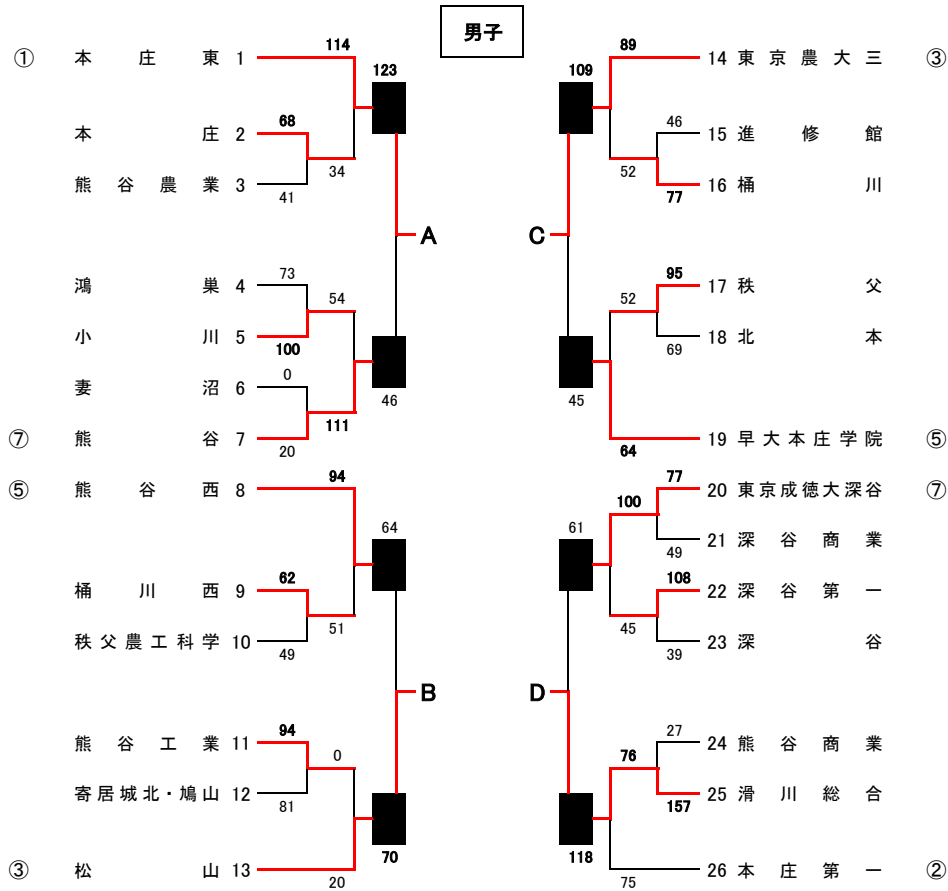 男子
① 本庄東 1 114
123
本庄 2 68
34
熊谷農業 3 41
A
鴻巣 4 73
54
小川 5 100
妻沼 6 0
46
111
⑦ 熊谷 7 20
⑤ 熊谷西 8 94
64
桶川西 9 62
51
秩父農工科学 10 49
B
熊谷工業 11 94
0
寄居城北・鳩山 12 81
70
③ 松山 13 20
89 14 東京農大三 ③
109
46 15 進修館
52
77 16 桶川
C
95 17 秩父
52
69 18 北本
45
64 19 早大本庄学院 ⑤
77 20 東京成徳大深谷 ⑦
100
49 21 深谷商業
61
108 22 深谷第一
45
39 23 深谷
D
27 24 熊谷商業
76
157 25 滑川総合
118
75 26 本庄第一 ②